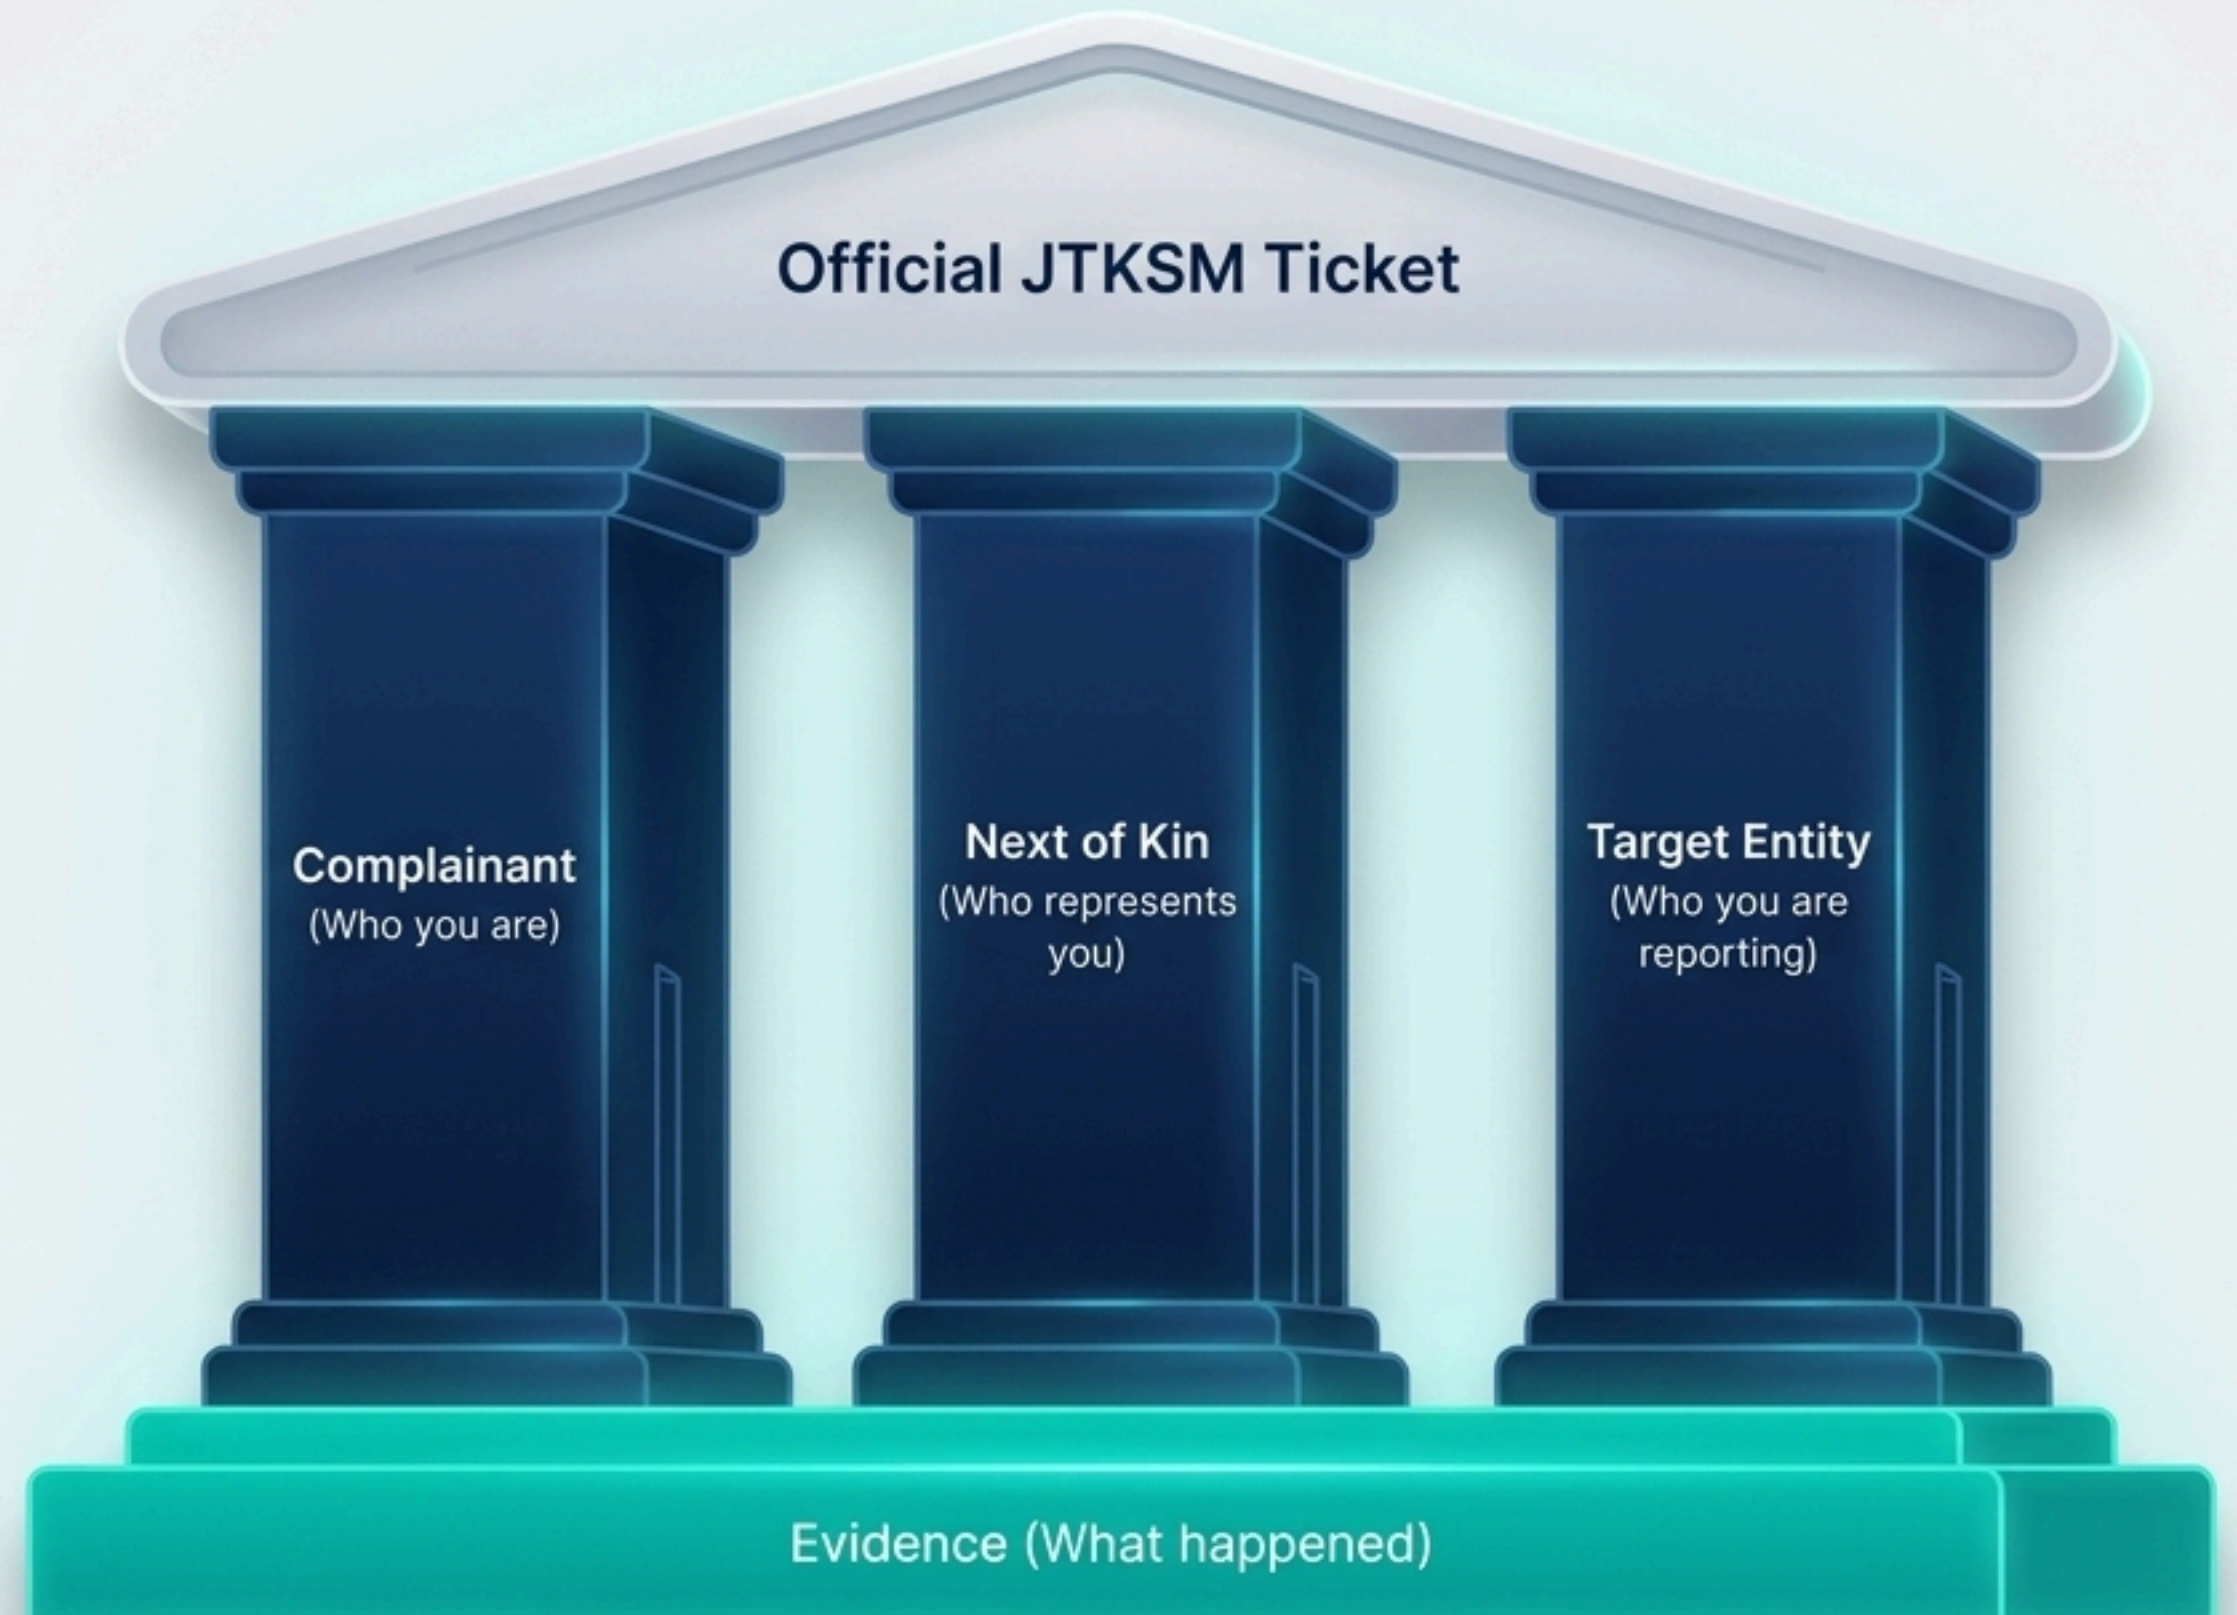 Official JTKSM Ticket
Complainant
(Who you are)
Next of Kin
(Who represents
you)
Target Entity
(Who you are
reporting)
Evidence (What happened)